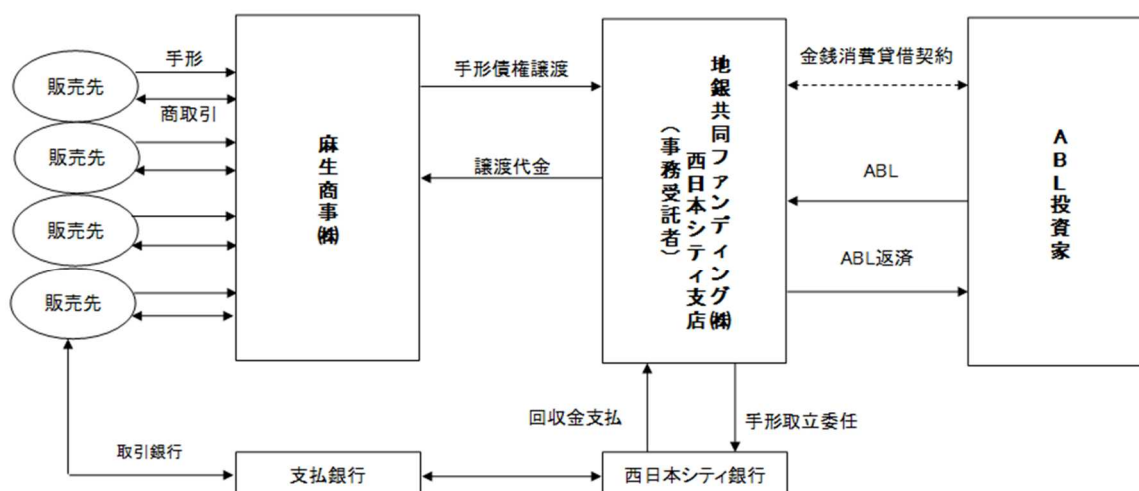 販売先
販売先
販売先
販売先
手形
商取引
麻生商事㈱
手形債権譲渡
譲渡代金
地銀共同ファンディング㈱
西日本シティ支店
（事務受託者）
金銭消費貸借契約
ABL
ABL返済
ABL投資家
回収金支払
手形取立委任
取引銀行
支払銀行
西日本シティ銀行